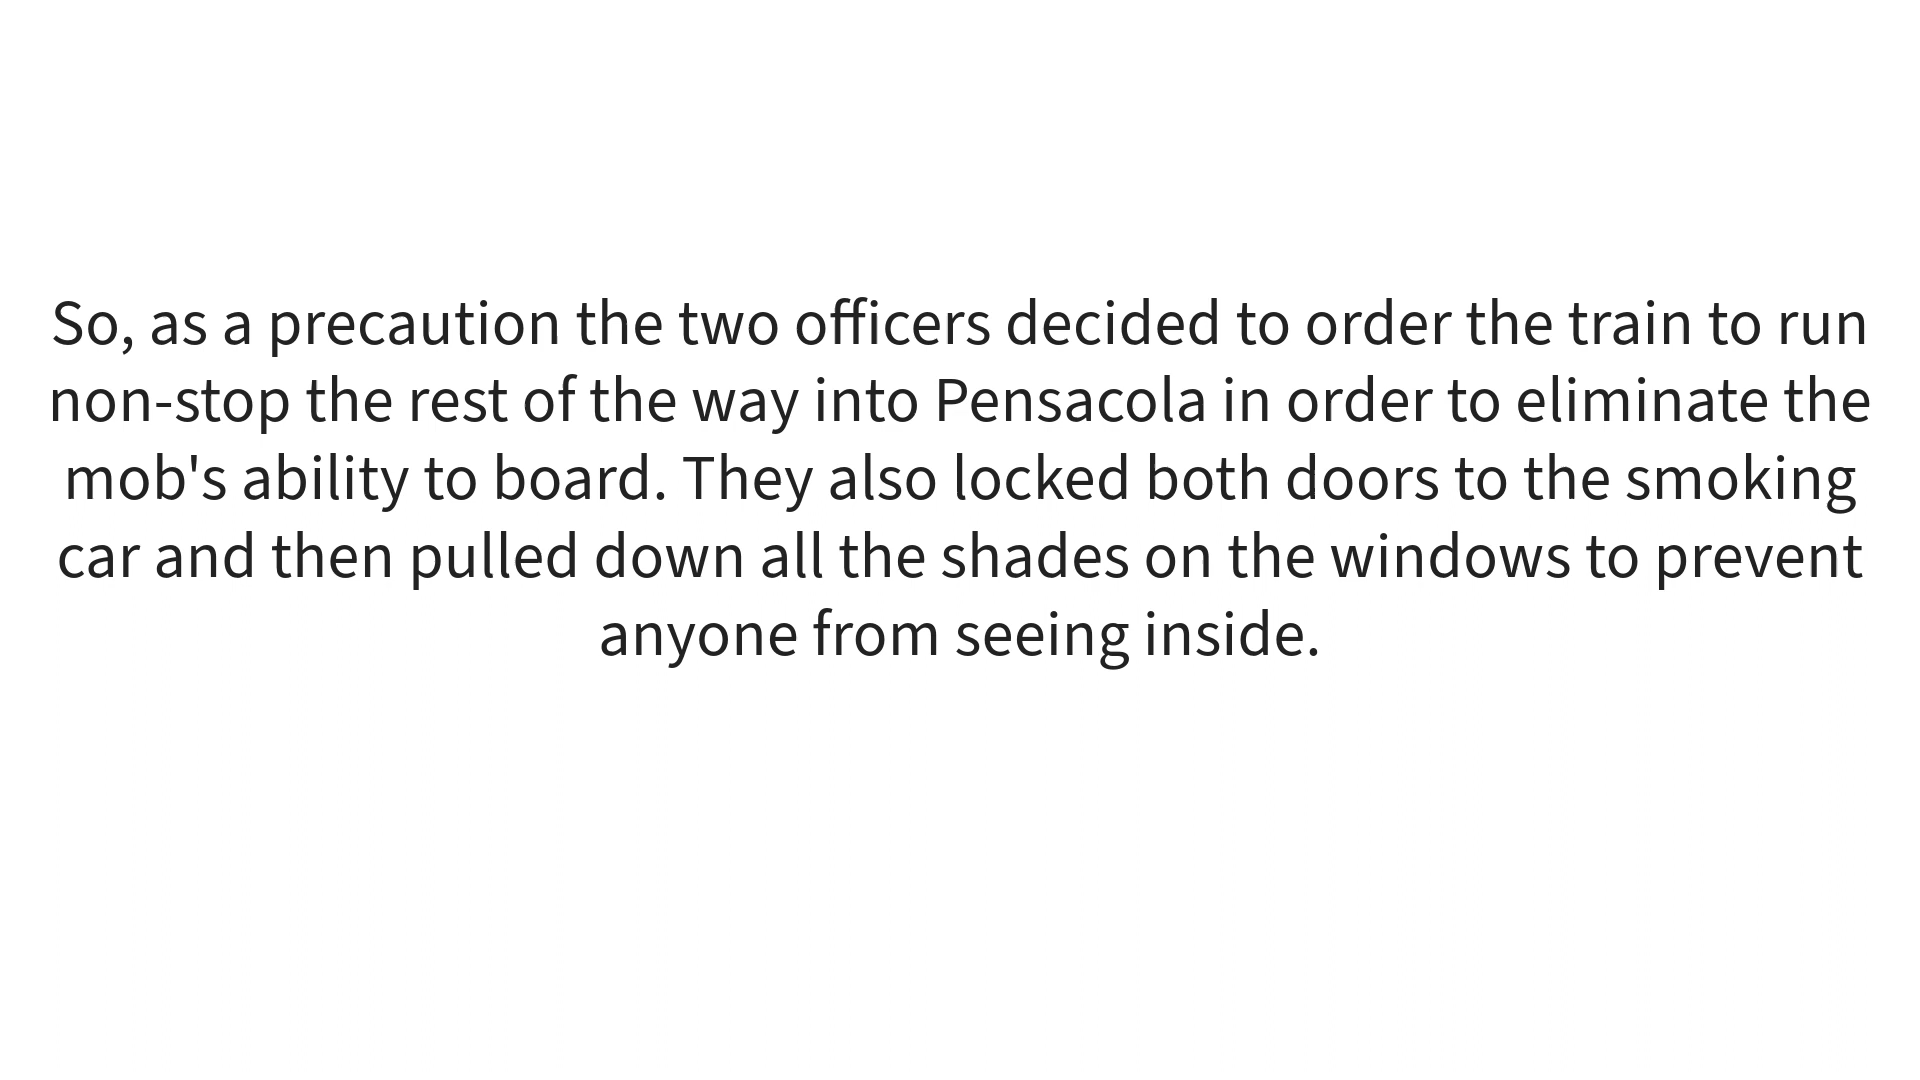 So, as a precaution the two officers decided to order the train to run
non-stop the rest of the way into Pensacola in order to eliminate the
mob's ability to board. They also locked both doors to the smoking
car and then pulled down all the shades on the windows to prevent
anyone from seeing inside.